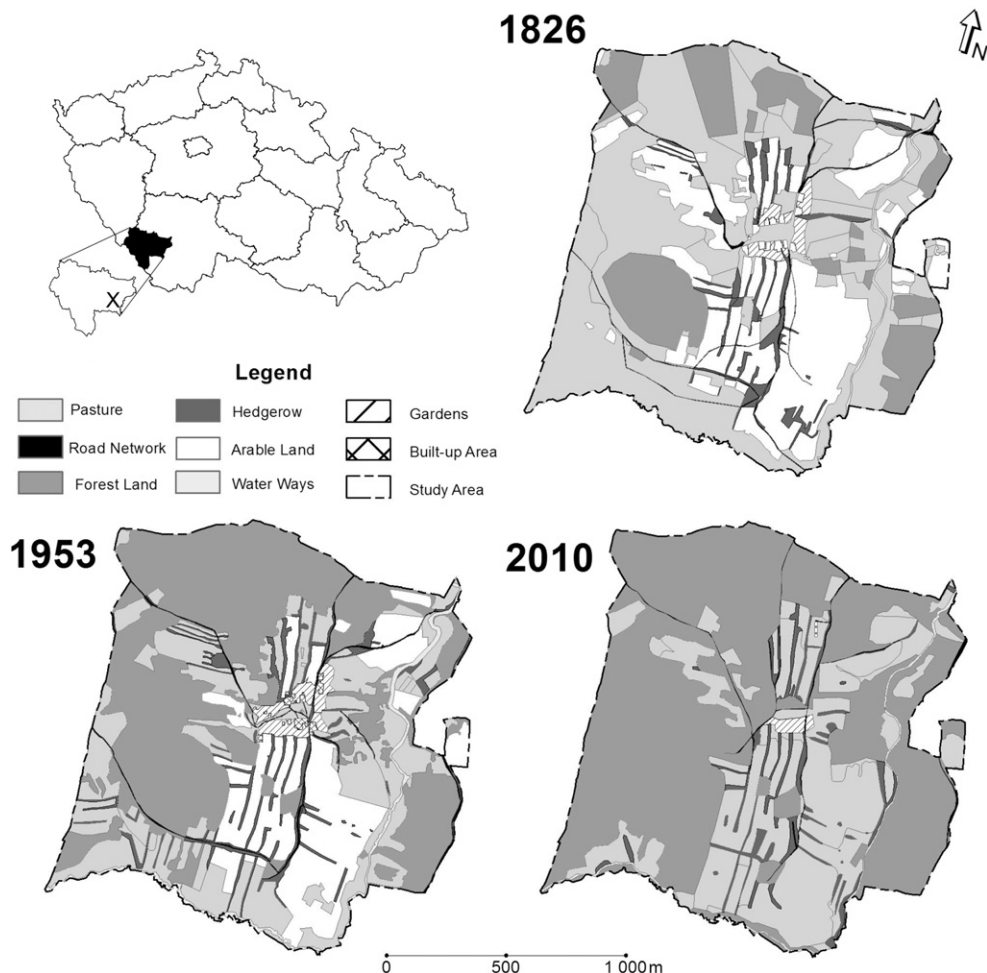 1826
N
X
Legend
Pasture
Hedgerow
Gardens
Road Network
Arable Land
Built-up Area
Forest Land
Water Ways
Study Area
1953
2010
0 500 1 000 m